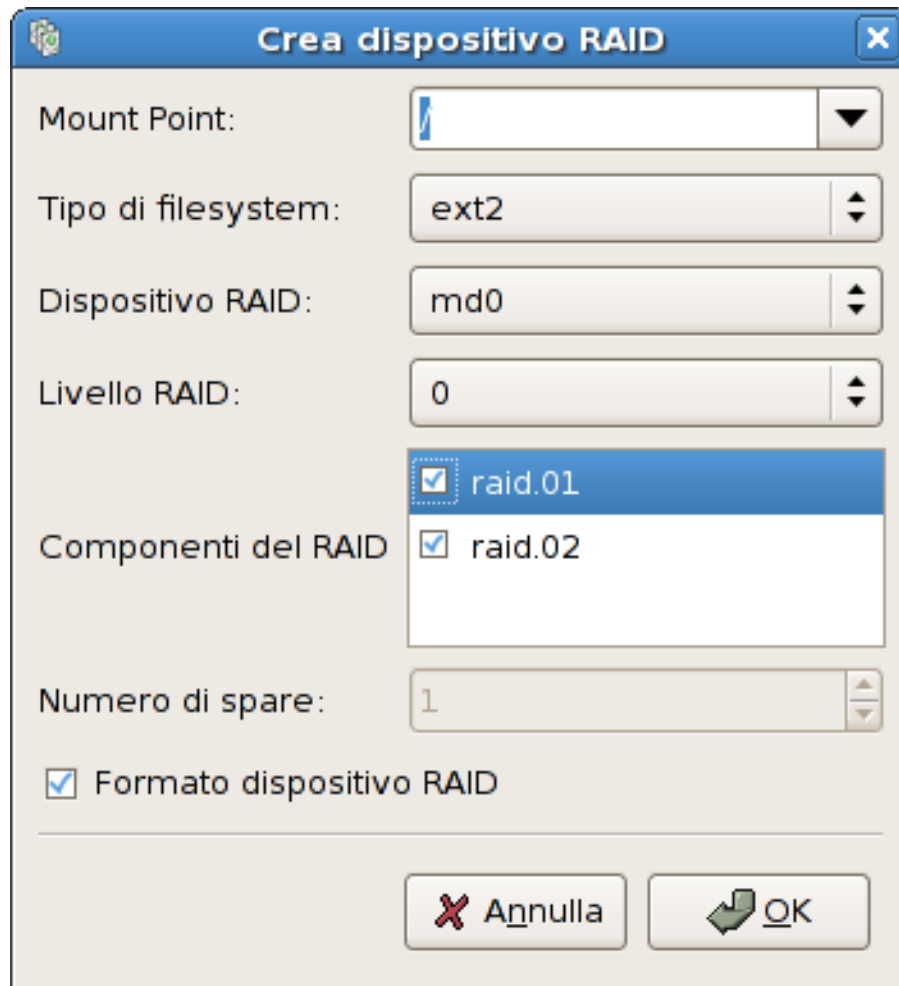 Crea dispositivo RAID
Mount Point: /
Tipo di filesystem: ext2
Dispositivo RAID: md0
Livello RAID: 0
raid.01
Componenti del RAID raid.02
Numero di spare: 1
Formato dispositivo RAID
Annulla OK